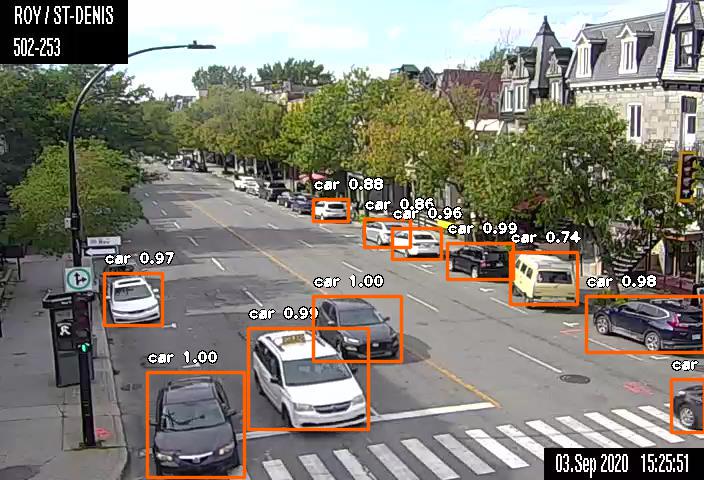 ROY / ST-DENIS
502-253
car 0.88
car 0.86
car 0.96
car 0.99
car 0.74
car 0.97
car 1.00
car 0.98
car 0.99
car 1.00
car
03.Sep 2020 15:25:51